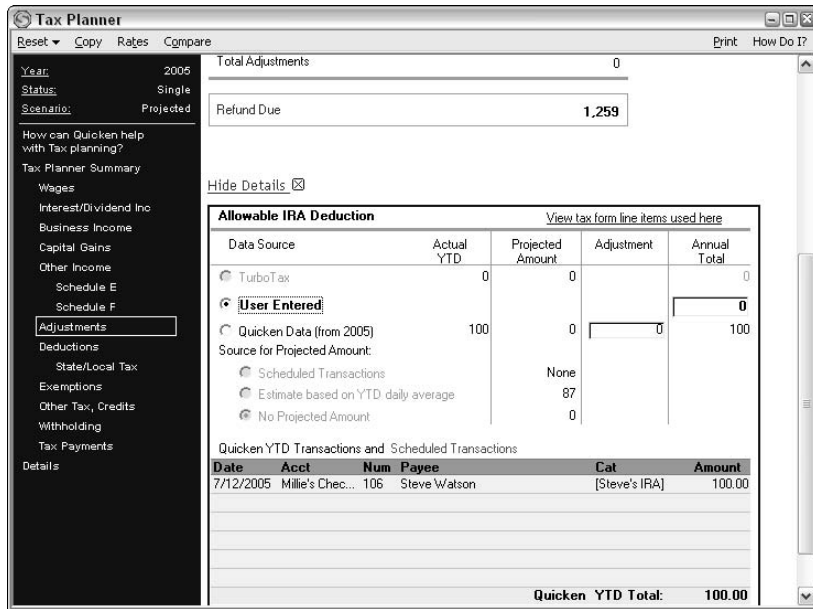 Tax Planner
Reset Copy Rates Compare Print How Do I?
Year: 2005
Status: Single
Scenario: Projected
How can Quicken help
with Tax planning?
Tax Planner Summary
Wages
Interest/Dividend Inc
Business Income
Capital Gains
Other Income
Schedule E
Schedule F
Adjustments
Deductions
State/Local Tax
Exemptions
Other Tax, Credits
Withholding
Tax Payments
Details
Total Adjustments 0
Refund Due 1,259
Hide Details
Allowable IRA Deduction View tax form line items used here
Data Source Actual YTD Projected Amount Adjustment Annual Total
TurboTax 0 0 0
User Entered 0
Quicken Data (from 2005) 100 0 0 100
Source for Projected Amount:
Scheduled Transactions None
Estimate based on YTD daily average 87
No Projected Amount 0
Quicken YTD Transactions and Scheduled Transactions
Date Acct Num Payee Cat Amount
7/12/2005 Millie's Chec... 106 Steve Watson [Steve's IRA] 100.00
Quicken YTD Total: 100.00